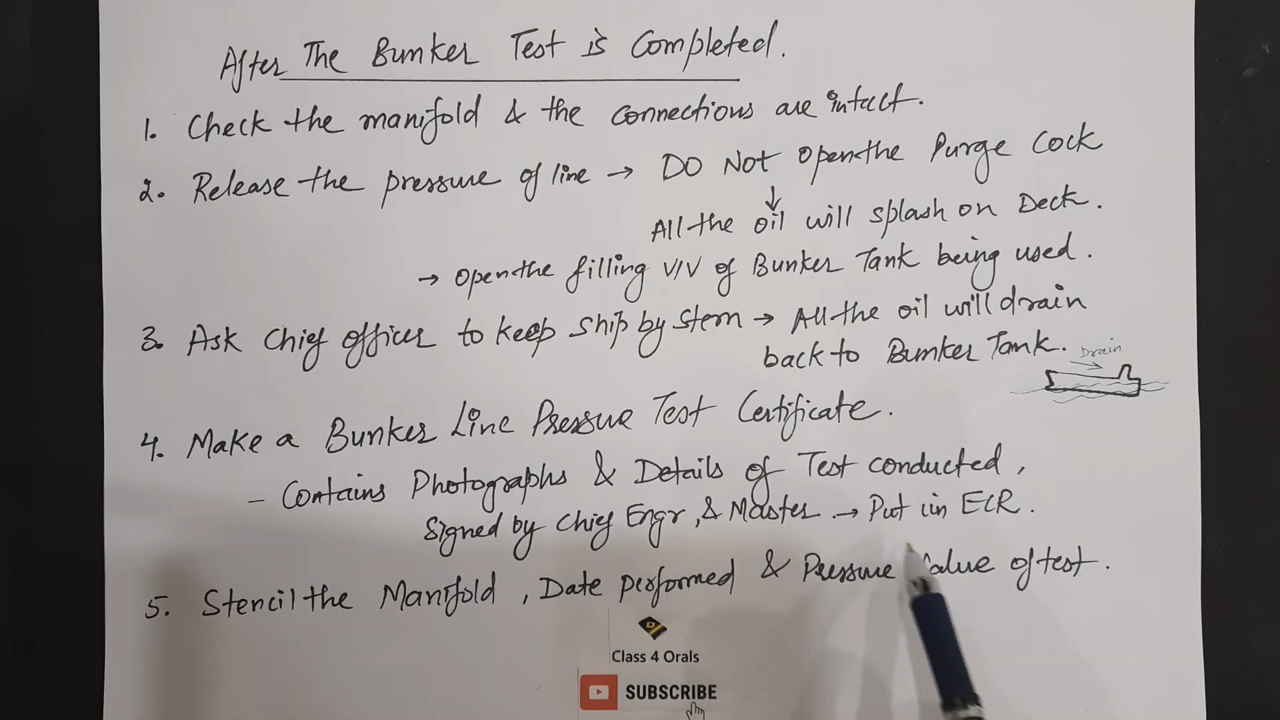 After The Bunker Test is Completed.
1. Check the manifold & the connections are intact.
2. Release the pressure of line → DO NOT Open the Purge Cock
↓
All the oil will splash on Deck.
→ Open the filling V/V of Bunker Tank being used.
3. Ask Chief officer to keep ship by stern → All the oil will drain
back to Bunker Tank.
Drain
4. Make a Bunker Line Pressure Test Certificate.
- Contains Photographs & Details of Test conducted,
Signed by Chief Engr, & Master → Put in ECR.
5. Stencil the Manifold, Date performed & Pressure Value of test.
Class 4 Orals
SUBSCRIBE